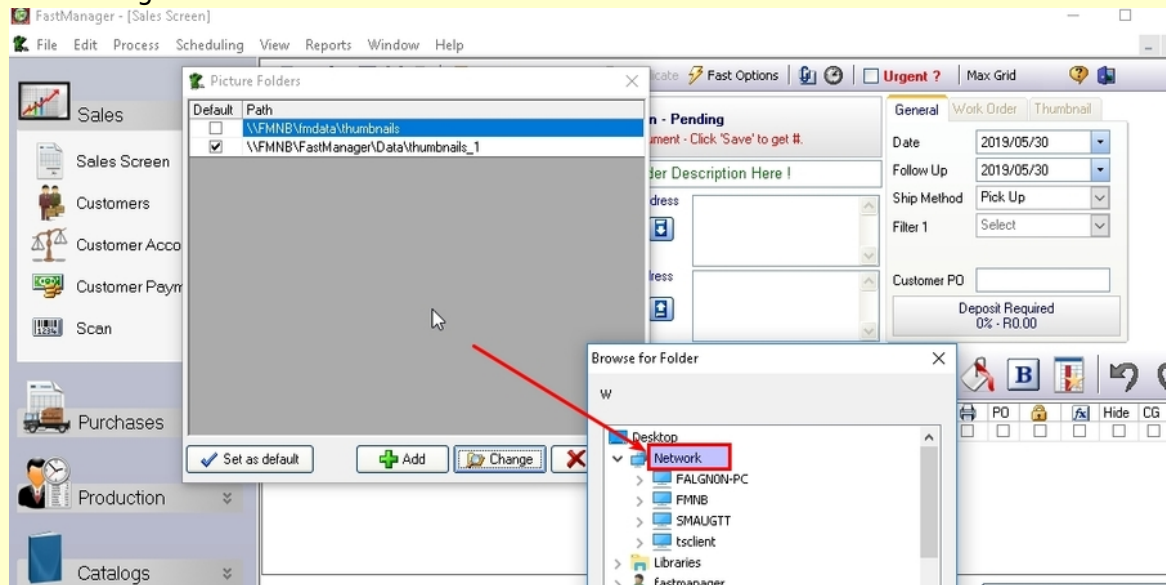 FastManager - [Sales Screen]
File Edit Process Scheduling View Reports Window Help
Picture Folders
Default Path
\\FMNB\fmdata\thumbnails
\\FMNB\FastManager\Data\thumbnails_1
Set as default
Add
Change
Sales
Sales Screen
Customers
Customer Acco
Customer Paym
Scan
Purchases
Production
Catalogs
icate Fast Options Urgent ? Max Grid
n - Pending
ument - Click 'Save' to get #.
der Description Here !
dress
ress
General Work Order Thumbnail
Date 2019/05/30
Follow Up 2019/05/30
Ship Method Pick Up
Filter 1 Select
Customer PO
Deposit Required
0% - R0.00
B
PO fx Hide CG
Browse for Folder
W
Desktop
Network
FALGNON-PC
FMNB
SMAUGTT
tsclient
Libraries
fastmanager